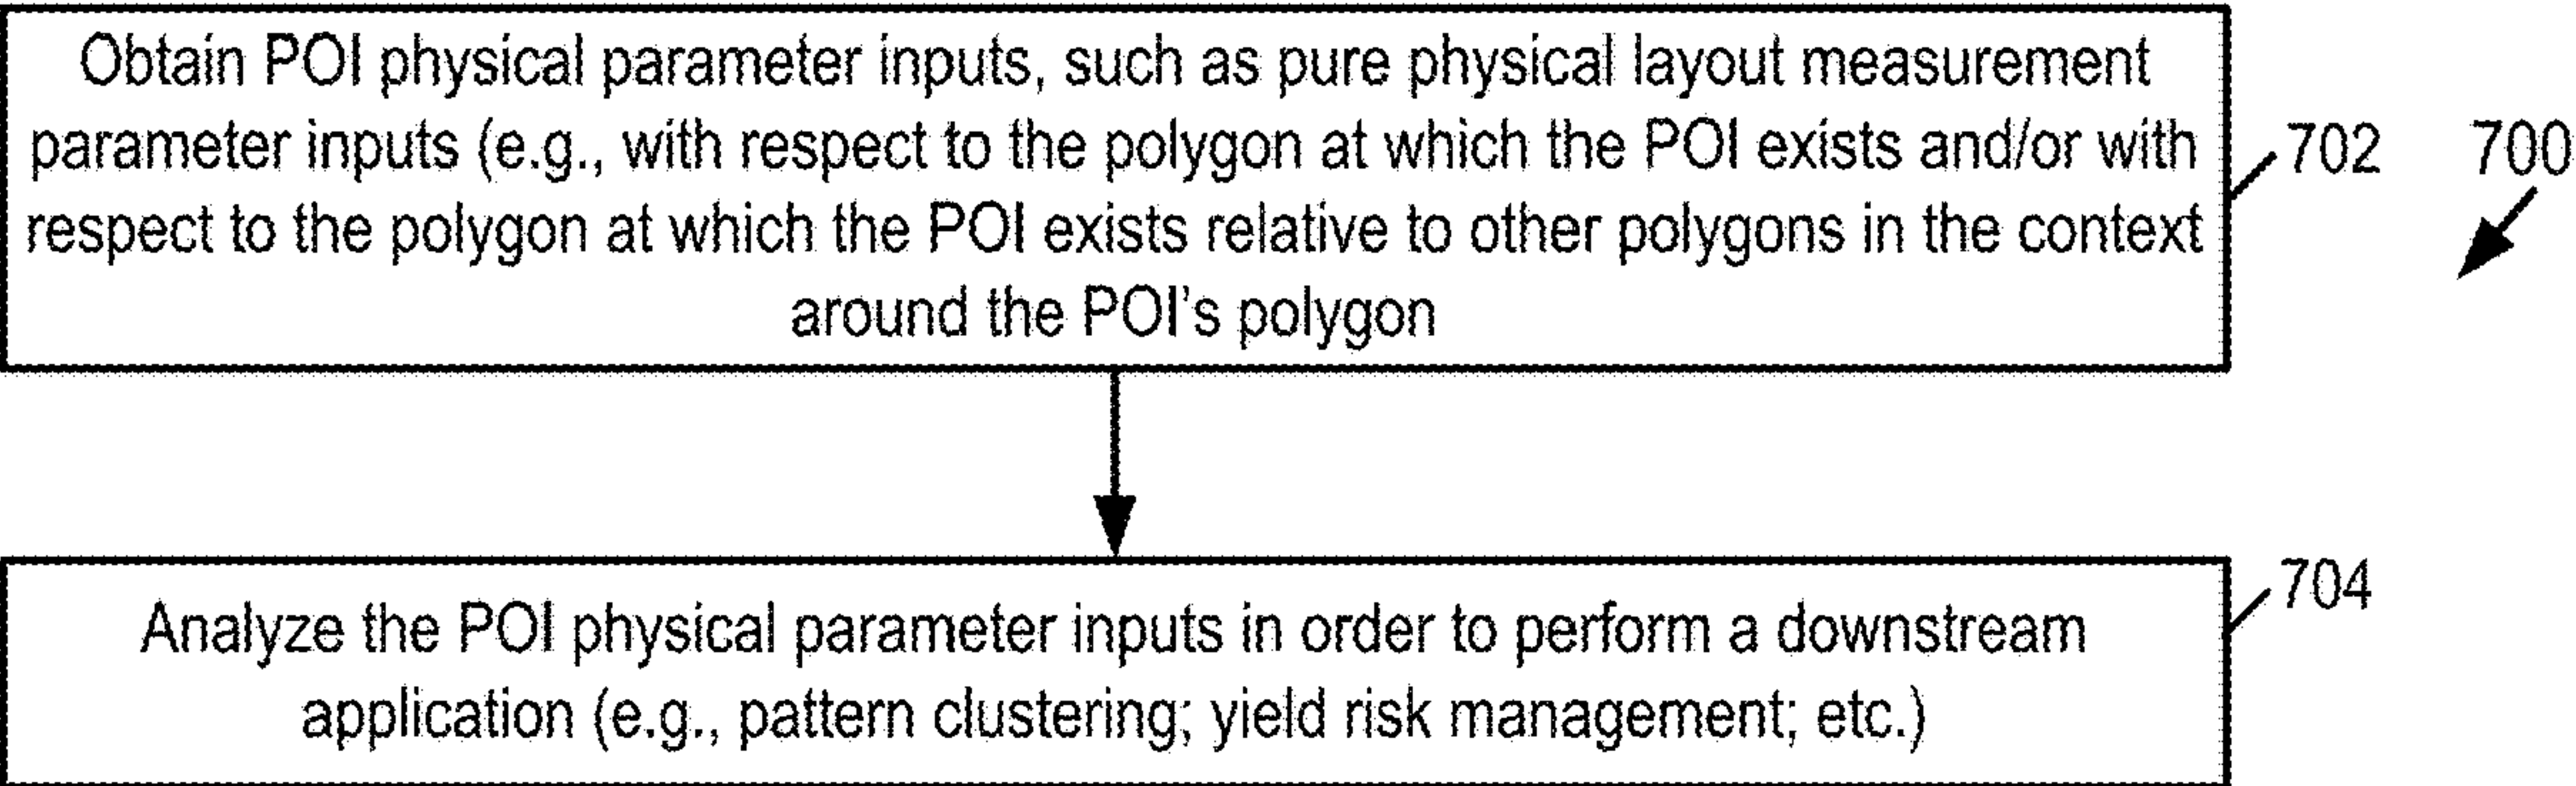 Obtain POI physical parameter inputs, such as pure physical layout measurement
parameter inputs (e.g., with respect to the polygon at which the POI exists and/or with
respect to the polygon at which the POI exists relative to other polygons in the context
around the POI's polygon
702
700
Analyze the POI physical parameter inputs in order to perform a downstream
application (e.g., pattern clustering; yield risk management; etc.)
704